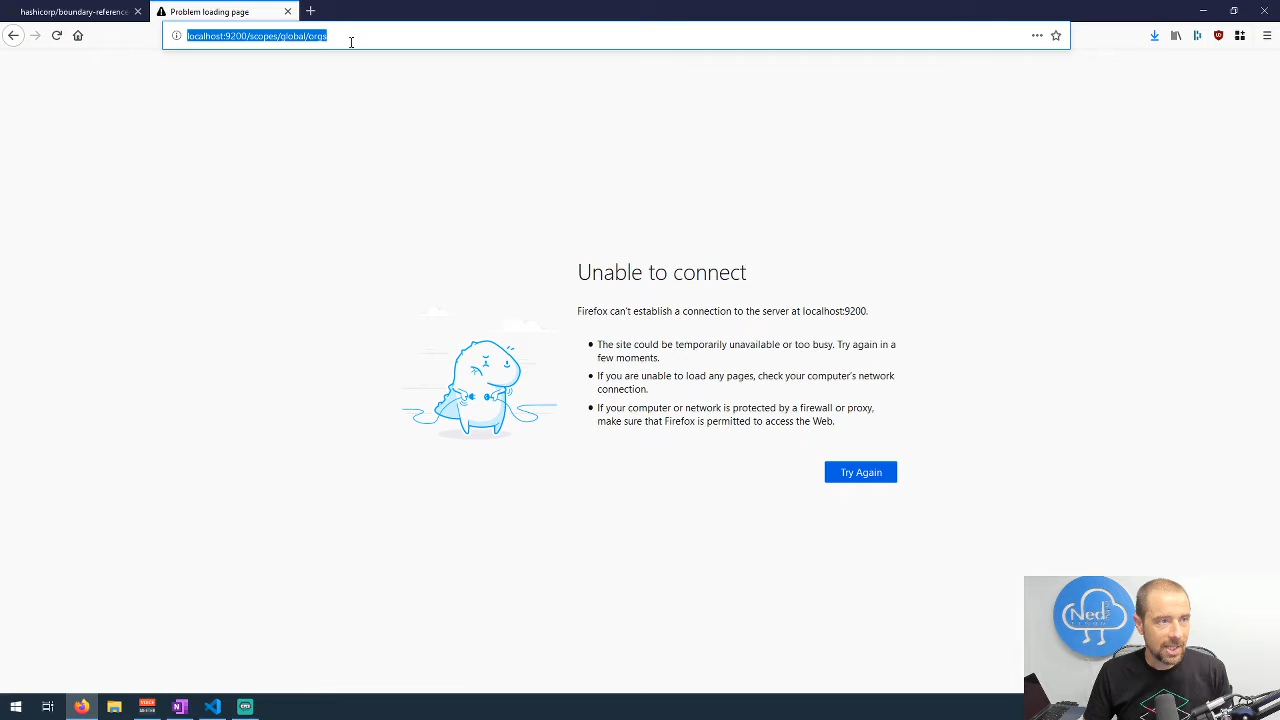 hashicorp/boundary-reference-
Problem loading page
localhost:9200/scopes/global/orgs
Unable to connect
Firefox can't establish a connection to the server at localhost:9200.
The site could be temporarily unavailable or too busy. Try again in a
few moments.
If you are unable to load any pages, check your computer's network
connection.
If your computer or network is protected by a firewall or proxy,
make sure that Firefox is permitted to access the Web.
Try Again
Ned